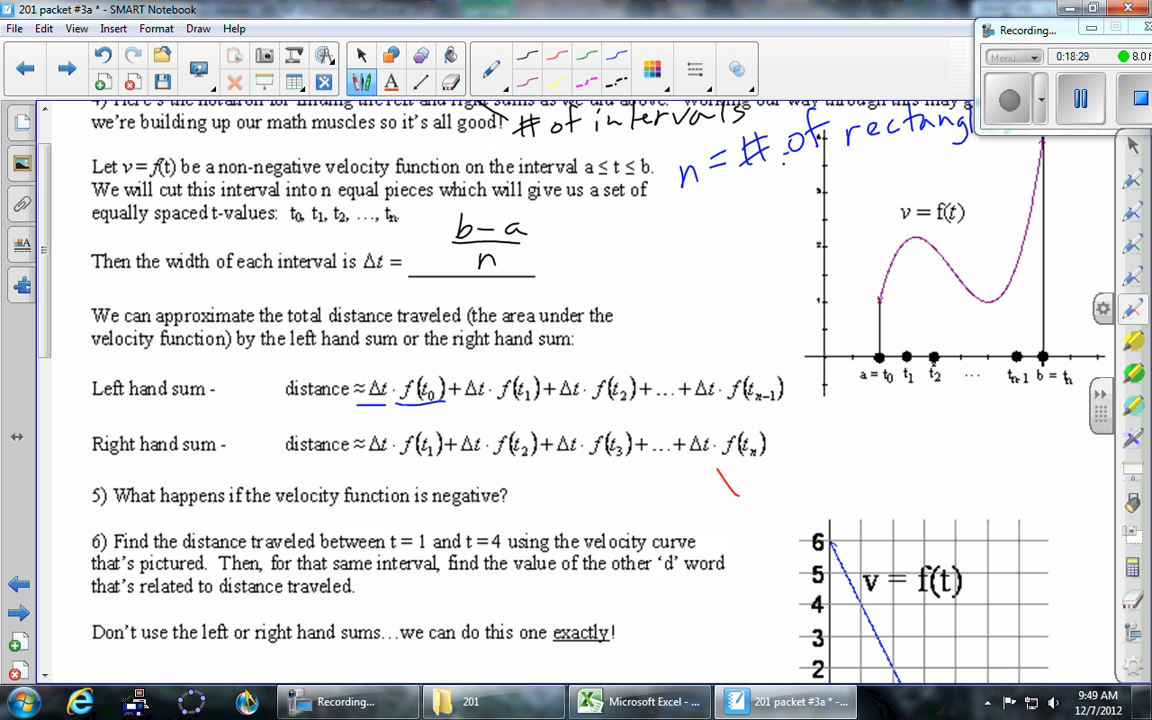 201 packet #3a * - SMART Notebook
File Edit View Insert Format Draw Help
Recording...
Menu
0:18:29
8.0 f
we're building up our math muscles so it's all good!
# of intervals
n = # of rectangl
Let v = f(t) be a non-negative velocity function on the interval a ≤ t ≤ b.
We will cut this interval into n equal pieces which will give us a set of
equally spaced t-values: t0, t1, t2, …, tn.
b – a
n
Then the width of each interval is Δt =
We can approximate the total distance traveled (the area under the
velocity function) by the left hand sum or the right hand sum:
Left hand sum - distance ≈ Δt · f(t0) + Δt · f(t1) + Δt · f(t2) + … + Δt · f(tn−1)
Right hand sum - distance ≈ Δt · f(t1) + Δt · f(t2) + Δt · f(t3) + … + Δt · f(tn)
5) What happens if the velocity function is negative?
6) Find the distance traveled between t = 1 and t = 4 using the velocity curve
that's pictured. Then, for that same interval, find the value of the other 'd' word
that's related to distance traveled.
Don't use the left or right hand sums…we can do this one exactly!
v = f(t)
2
1
a = t0 t1 t2 … tn-1 b = tn
6
5
v = f(t)
4
3
2
Recording...
201
Microsoft Excel - ...
201 packet #3a * -...
9:49 AM
12/7/2012